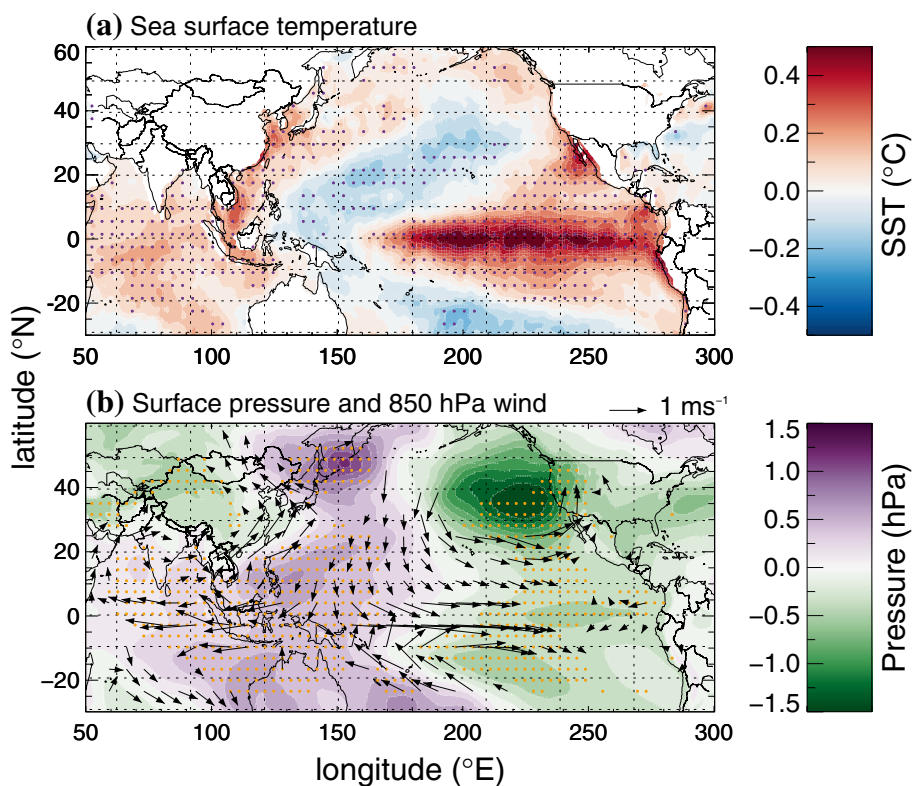 (a) Sea surface temperature
60
40
20
0
−20
50 100 150 200 250 300
0.4
0.2
0.0
−0.2
−0.4
SST (°C)
latitude (°N)
(b) Surface pressure and 850 hPa wind 1 ms⁻¹
40
20
0
−20
50 100 150 200 250 300
longitude (°E)
1.5
1.0
0.5
0.0
−0.5
−1.0
−1.5
Pressure (hPa)